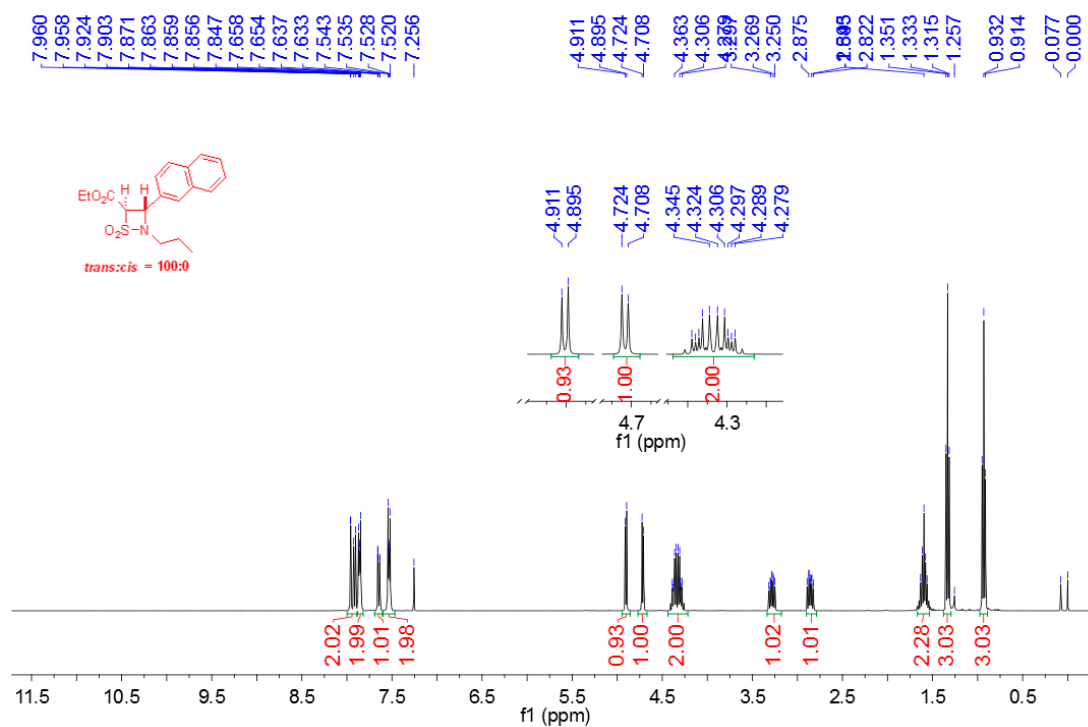 7.960 7.958 7.924 7.903 7.871 7.863 7.859 7.856 7.847 7.658 7.654 7.637 7.633 7.543 7.535 7.528 7.520 7.256 4.911 4.895 4.724 4.708 4.363 4.306 3.269 3.250 2.875 2.822 1.351 1.333 1.315 1.257 0.932 0.914 0.077 0.000
EtO₂C H H
O₂S N
trans:cis = 100:0
4.911 4.895 4.724 4.708 4.345 4.324 4.306 4.297 4.289 4.279
0.93 1.00 2.00
4.7 4.3
f1 (ppm)
2.02 1.99 1.01 1.98 0.93 1.00 2.00 1.02 1.01 2.28 3.03 3.03
11.5 10.5 9.5 8.5 7.5 6.5 5.5 4.5 3.5 2.5 1.5 0.5
f1 (ppm)